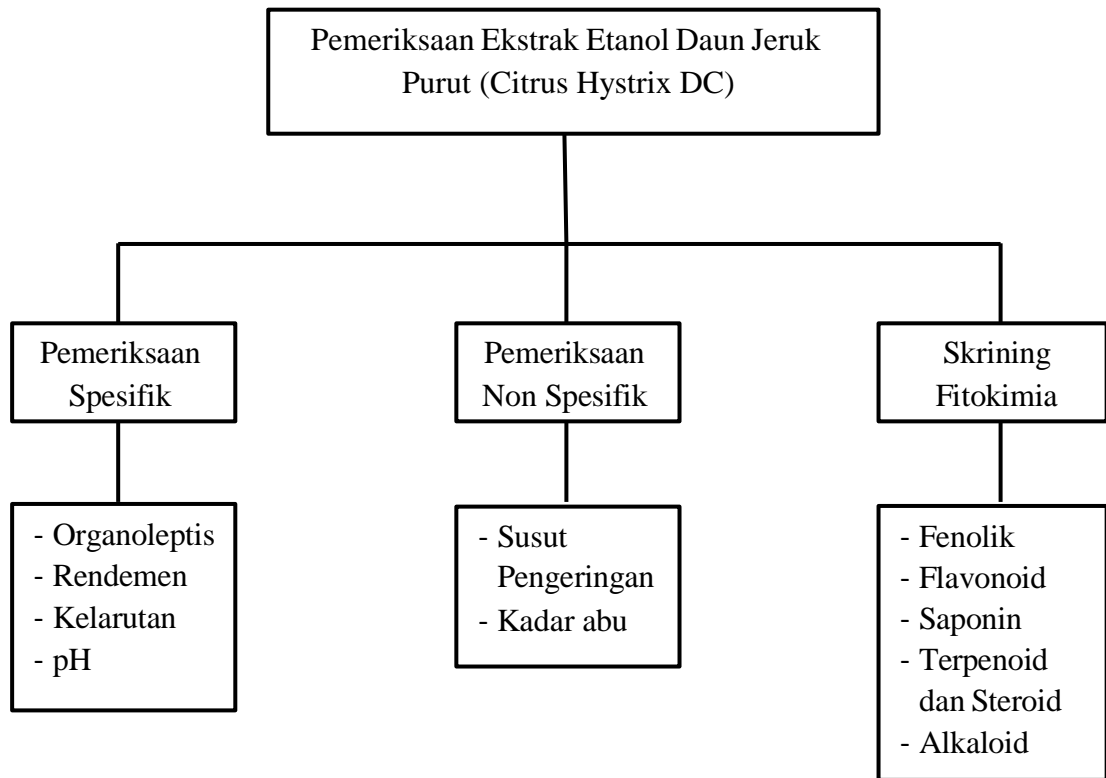 Pemeriksaan Ekstrak Etanol Daun Jeruk
Purut (Citrus Hystrix DC)
Pemeriksaan
Spesifik
Pemeriksaan
Non Spesifik
Skrining
Fitokimia
- Organoleptis
- Rendemen
- Kelarutan
- pH
- Susut
Pengeringan
- Kadar abu
- Fenolik
- Flavonoid
- Saponin
- Terpenoid
dan Steroid
- Alkaloid